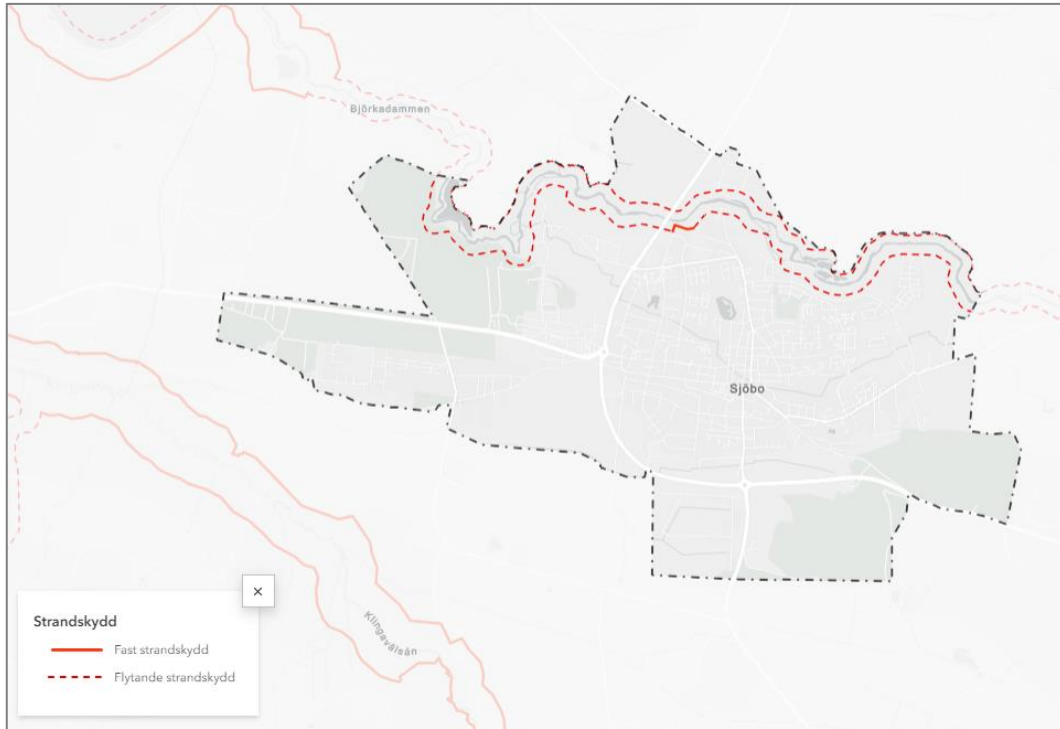 Björkadammen
Sjöbo
Klingavälsån
×
Strandskydd
Fast strandskydd
Flytande strandskydd